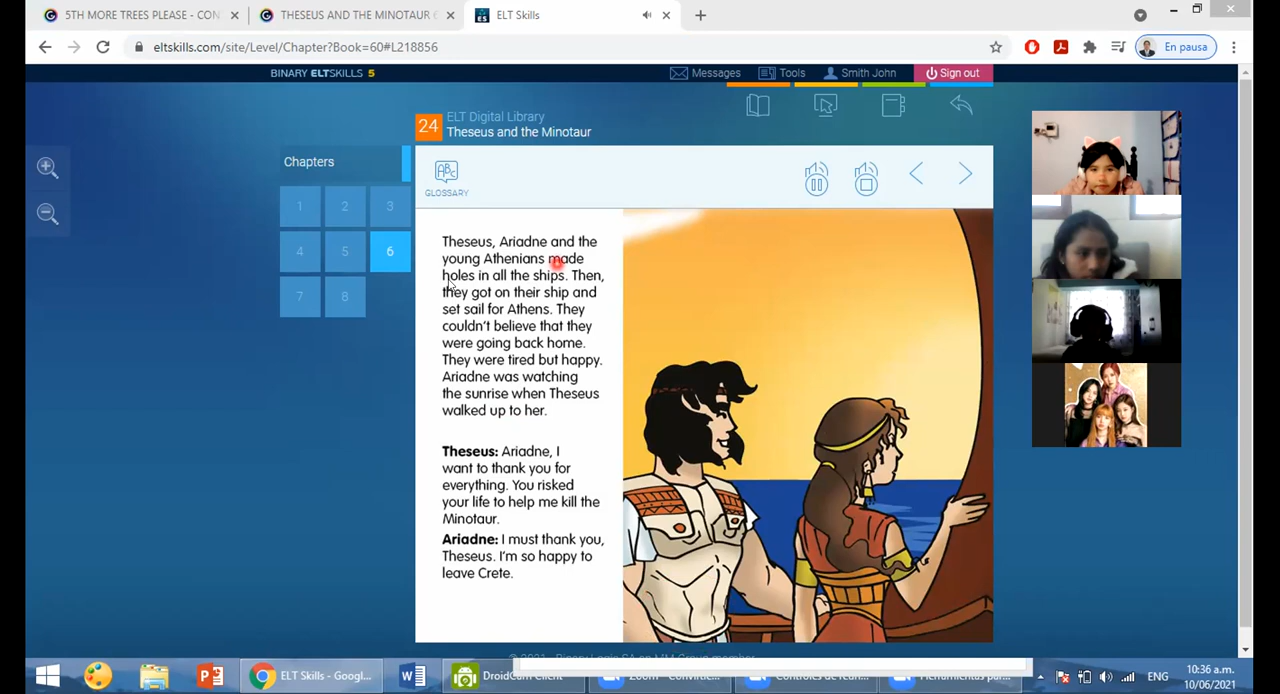 5TH MORE TREES PLEASE - CON
THESEUS AND THE MINOTAUR
ELT Skills
eltskills.com/site/Level/Chapter?Book=60#L218856
En pausa
BINARY ELTSKILLS 5
Messages
Tools
Smith John
Sign out
24
ELT Digital Library
Theseus and the Minotaur
Chapters
1 2 3
4 5 6
7 8
ABC
GLOSSARY
Theseus, Ariadne and the
young Athenians made
holes in all the ships. Then,
they got on their ship and
set sail for Athens. They
couldn't believe that they
were going back home.
They were tired but happy.
Ariadne was watching
the sunrise when Theseus
walked up to her.
Theseus: Ariadne, I
want to thank you for
everything. You risked
your life to help me kill the
Minotaur.
Ariadne: I must thank you,
Theseus. I'm so happy to
leave Crete.
ELT Skills - Googl...
DroidCam Client
ENG
10:36 a.m.
10/06/2021